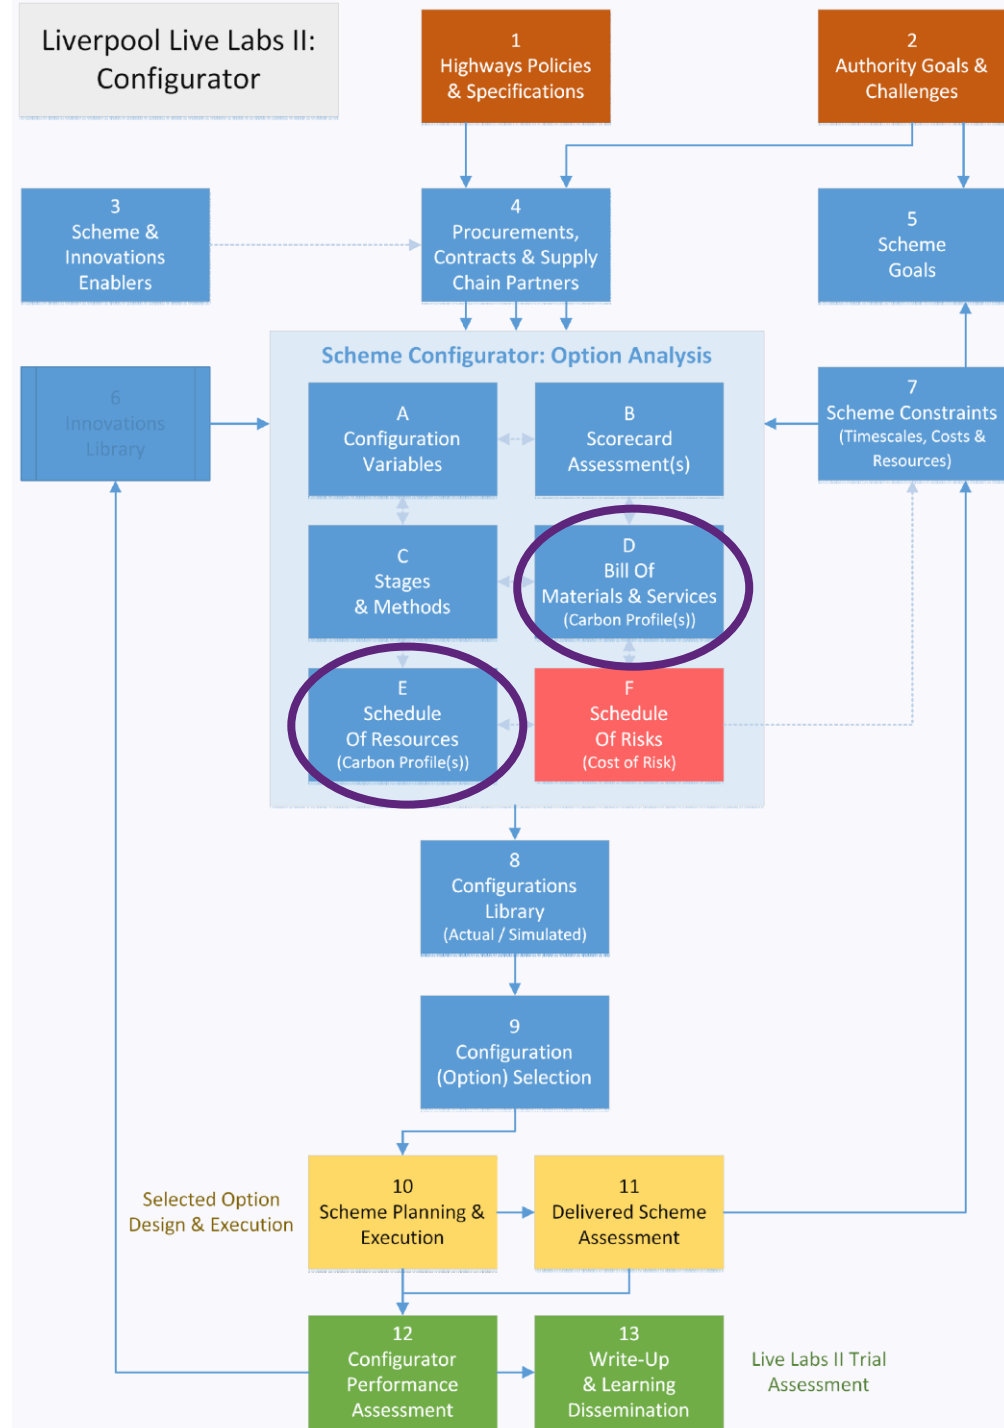 Liverpool Live Labs II:
Configurator
1
Highways Policies
& Specifications
2
Authority Goals &
Challenges
3
Scheme &
Innovations
Enablers
4
Procurements,
Contracts & Supply
Chain Partners
5
Scheme
Goals
Scheme Configurator: Option Analysis
6
Innovations
Library
7
Scheme Constraints
(Timescales, Costs &
Resources)
A
Configuration
Variables
B
Scorecard
Assessment(s)
C
Stages
& Methods
D
Bill Of
Materials & Services
(Carbon Profile(s))
E
Schedule
Of Resources
(Carbon Profile(s))
F
Schedule
Of Risks
(Cost of Risk)
8
Configurations
Library
(Actual / Simulated)
9
Configuration
(Option) Selection
Selected Option
Design & Execution
10
Scheme Planning &
Execution
11
Delivered Scheme
Assessment
12
Configurator
Performance
Assessment
13
Write-Up
& Learning
Dissemination
Live Labs II Trial
Assessment